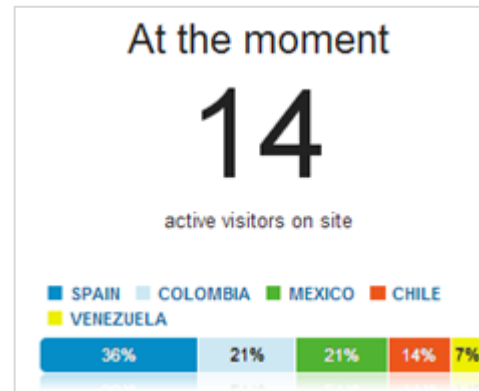 At the moment
14
active visitors on site
SPAIN COLOMBIA MEXICO CHILE
VENEZUELA
36% 21% 21% 14% 7%